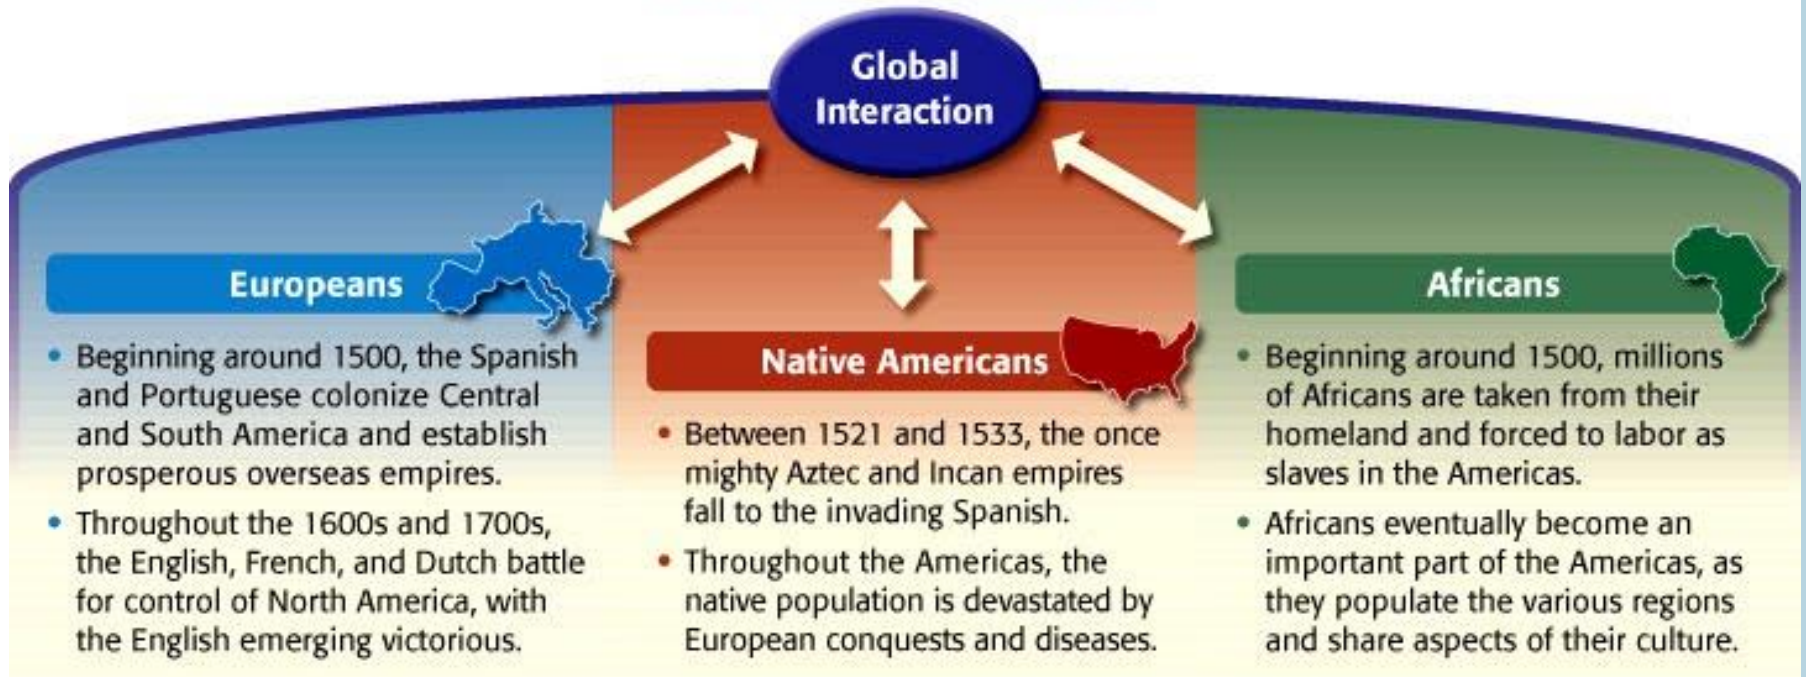 Global
Interaction
Europeans
• Beginning around 1500, the Spanish
and Portuguese colonize Central
and South America and establish
prosperous overseas empires.
• Throughout the 1600s and 1700s,
the English, French, and Dutch battle
for control of North America, with
the English emerging victorious.
Native Americans
• Between 1521 and 1533, the once
mighty Aztec and Incan empires
fall to the invading Spanish.
• Throughout the Americas, the
native population is devastated by
European conquests and diseases.
Africans
• Beginning around 1500, millions
of Africans are taken from their
homeland and forced to labor as
slaves in the Americas.
• Africans eventually become an
important part of the Americas, as
they populate the various regions
and share aspects of their culture.